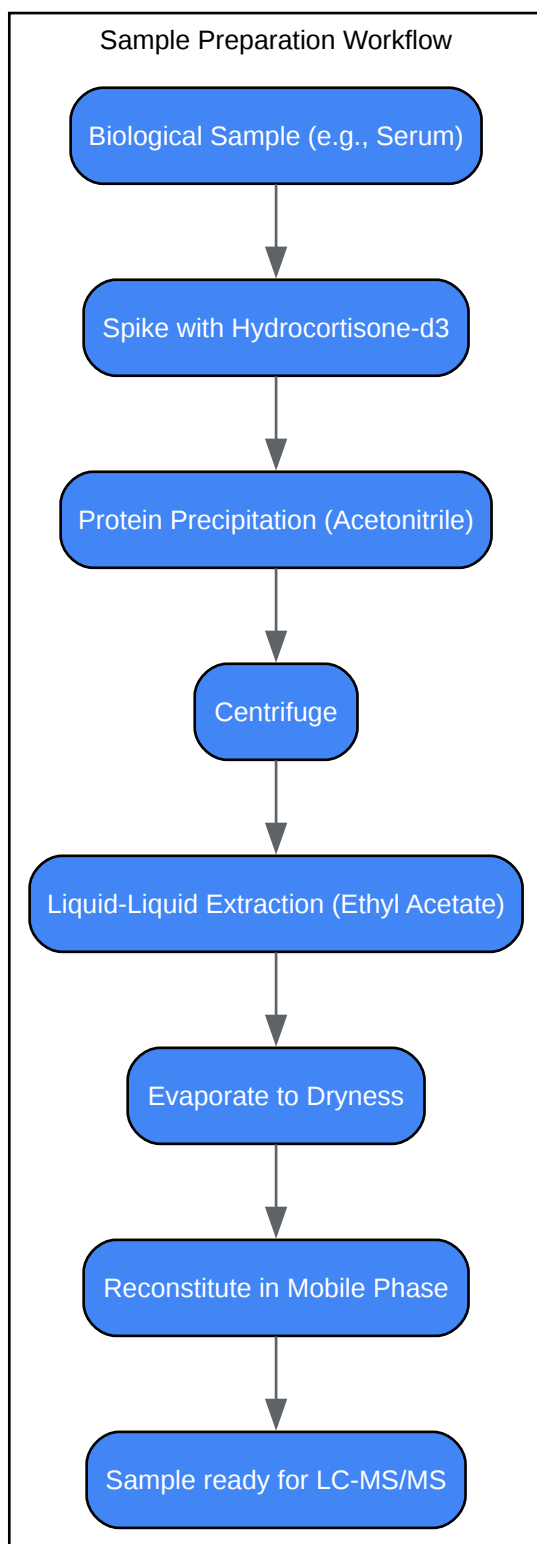 Sample Preparation Workflow
Biological Sample (e.g., Serum)
Spike with Hydrocortisone-d3
Protein Precipitation (Acetonitrile)
Centrifuge
Liquid-Liquid Extraction (Ethyl Acetate)
Evaporate to Dryness
Reconstitute in Mobile Phase
Sample ready for LC-MS/MS